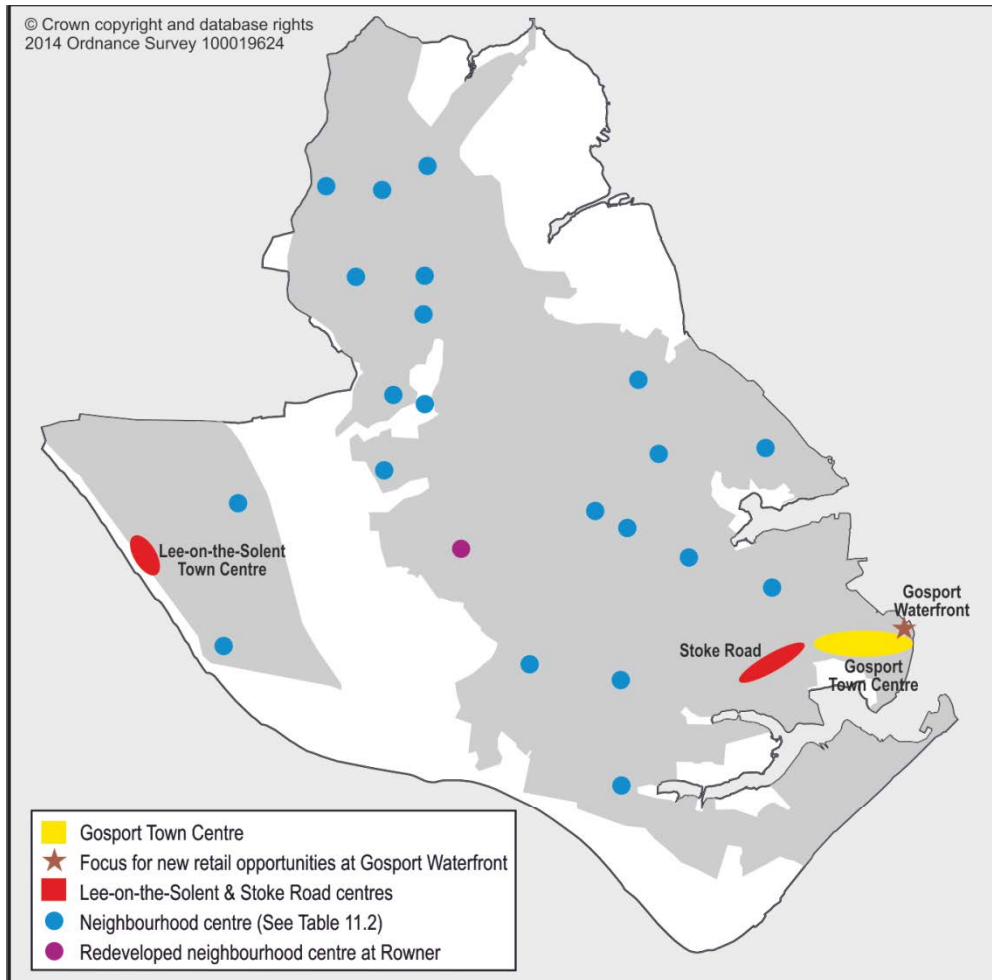 © Crown copyright and database rights
2014 Ordnance Survey 100019624
Lee-on-the-Solent
Town Centre
Gosport
Waterfront
Stoke Road
Gosport
Town Centre
Gosport Town Centre
Focus for new retail opportunities at Gosport Waterfront
Lee-on-the-Solent & Stoke Road centres
Neighbourhood centre (See Table 11.2)
Redeveloped neighbourhood centre at Rowner